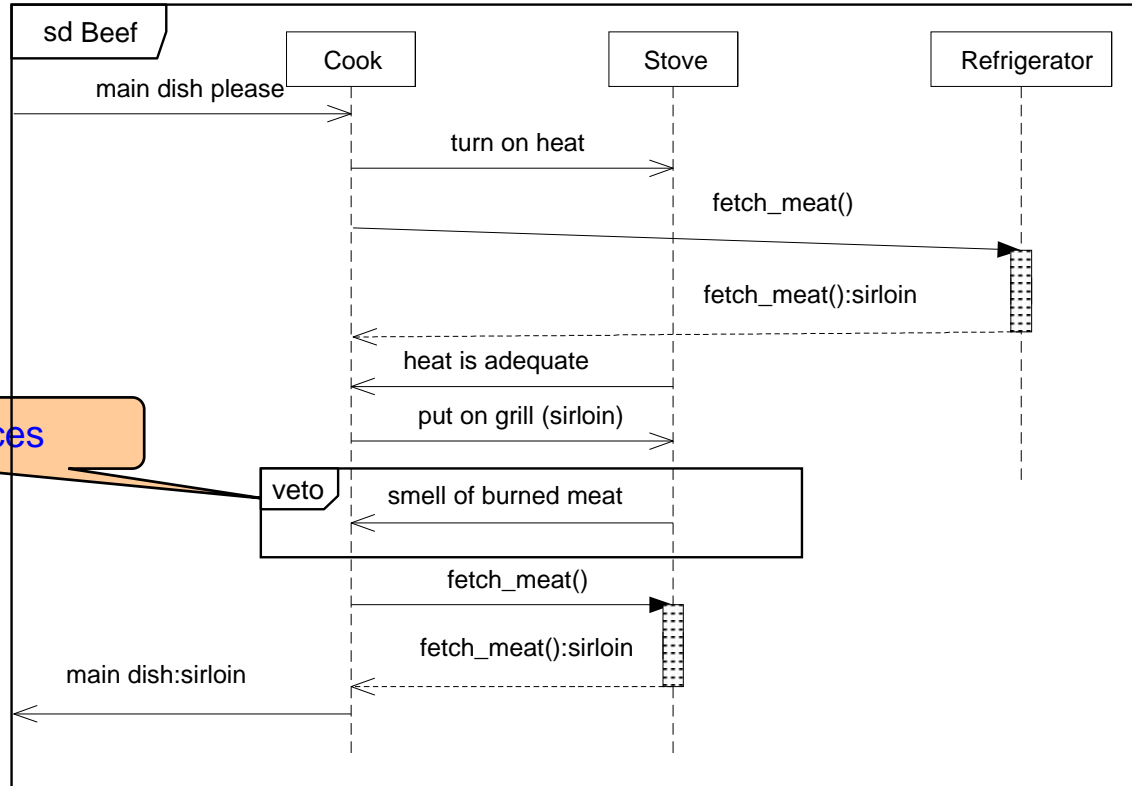 sd Beef
Cook
Stove
Refrigerator
main dish please
turn on heat
fetch_meat()
fetch_meat():sirloin
heat is adequate
put on grill (sirloin)
veto
smell of burned meat
fetch_meat()
fetch_meat():sirloin
main dish:sirloin